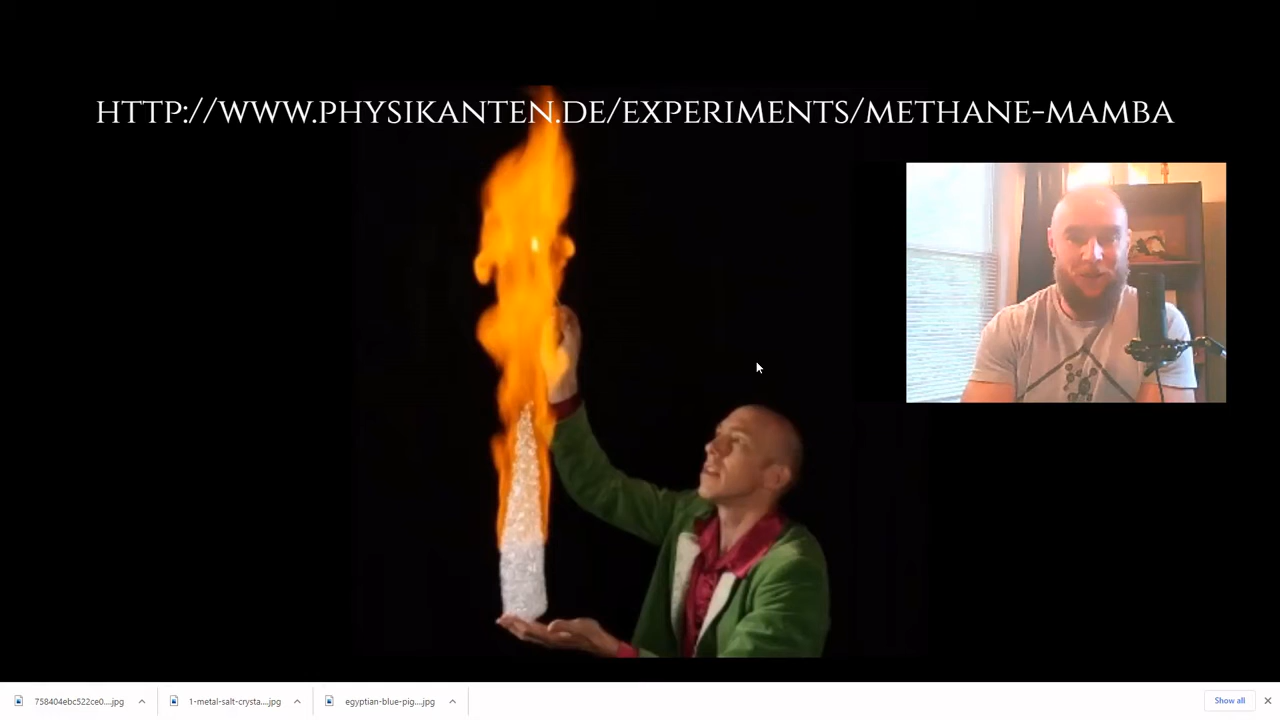 HTTP://WWW.PHYSIKANTEN.DE/EXPERIMENTS/METHANE-MAMBA
758404ebc522ce0....jpg
1-metal-salt-crysta....jpg
egyptian-blue-pig....jpg
Show all